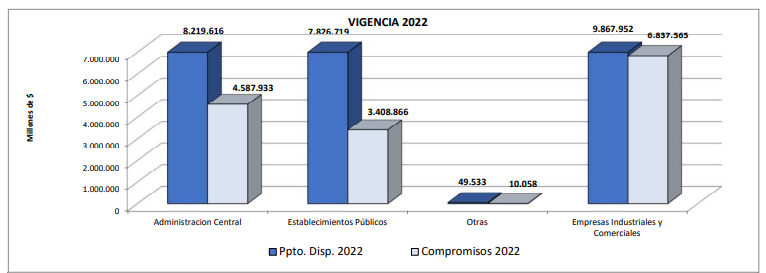 VIGENCIA 2022
8.219.616
7.826.719
9.867.952
6.837.565
7.000.000
6.000.000
5.000.000
4.000.000
3.000.000
2.000.000
1.000.000
0
Millones de $
4.587.933
3.408.866
49.533
10.058
Administracion Central
Establecimientos Públicos
Otras
Empresas Industriales y
Comerciales
Ppto. Disp. 2022
Compromisos 2022